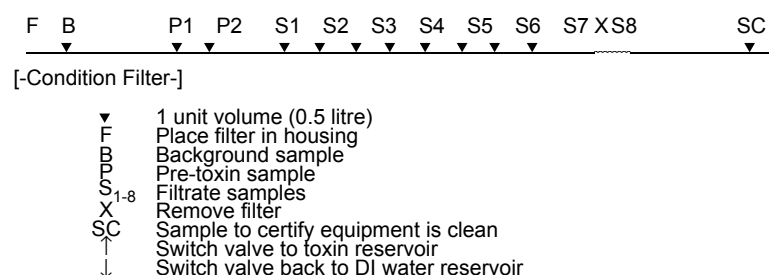 F B P1 P2 S1 S2 S3 S4 S5 S6 S7 X S8 SC
[-Condition Filter-]
▼ 1 unit volume (0.5 litre)
F Place filter in housing
B Background sample
P Pre-toxin sample
S1-8 Filtrate samples
X Remove filter
SC Sample to certify equipment is clean
↑ Switch valve to toxin reservoir
↓ Switch valve back to DI water reservoir